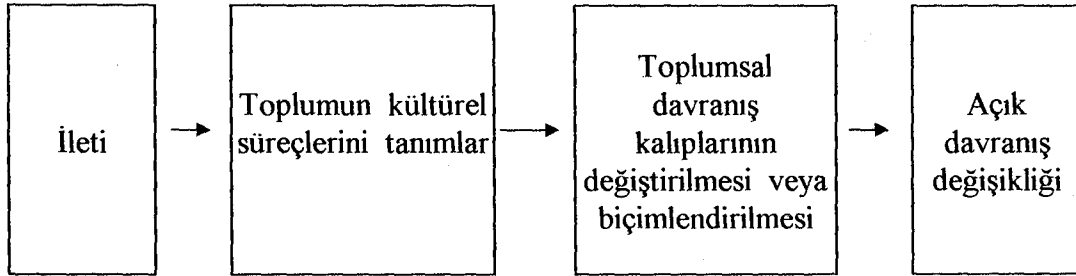 İleti
Toplumun kültürel
süreçlerini tanımlar
Toplumsal
davranış
kalıplarının
değiştirilmesi veya
biçimlendirilmesi
Açık
davranış
değişikliği